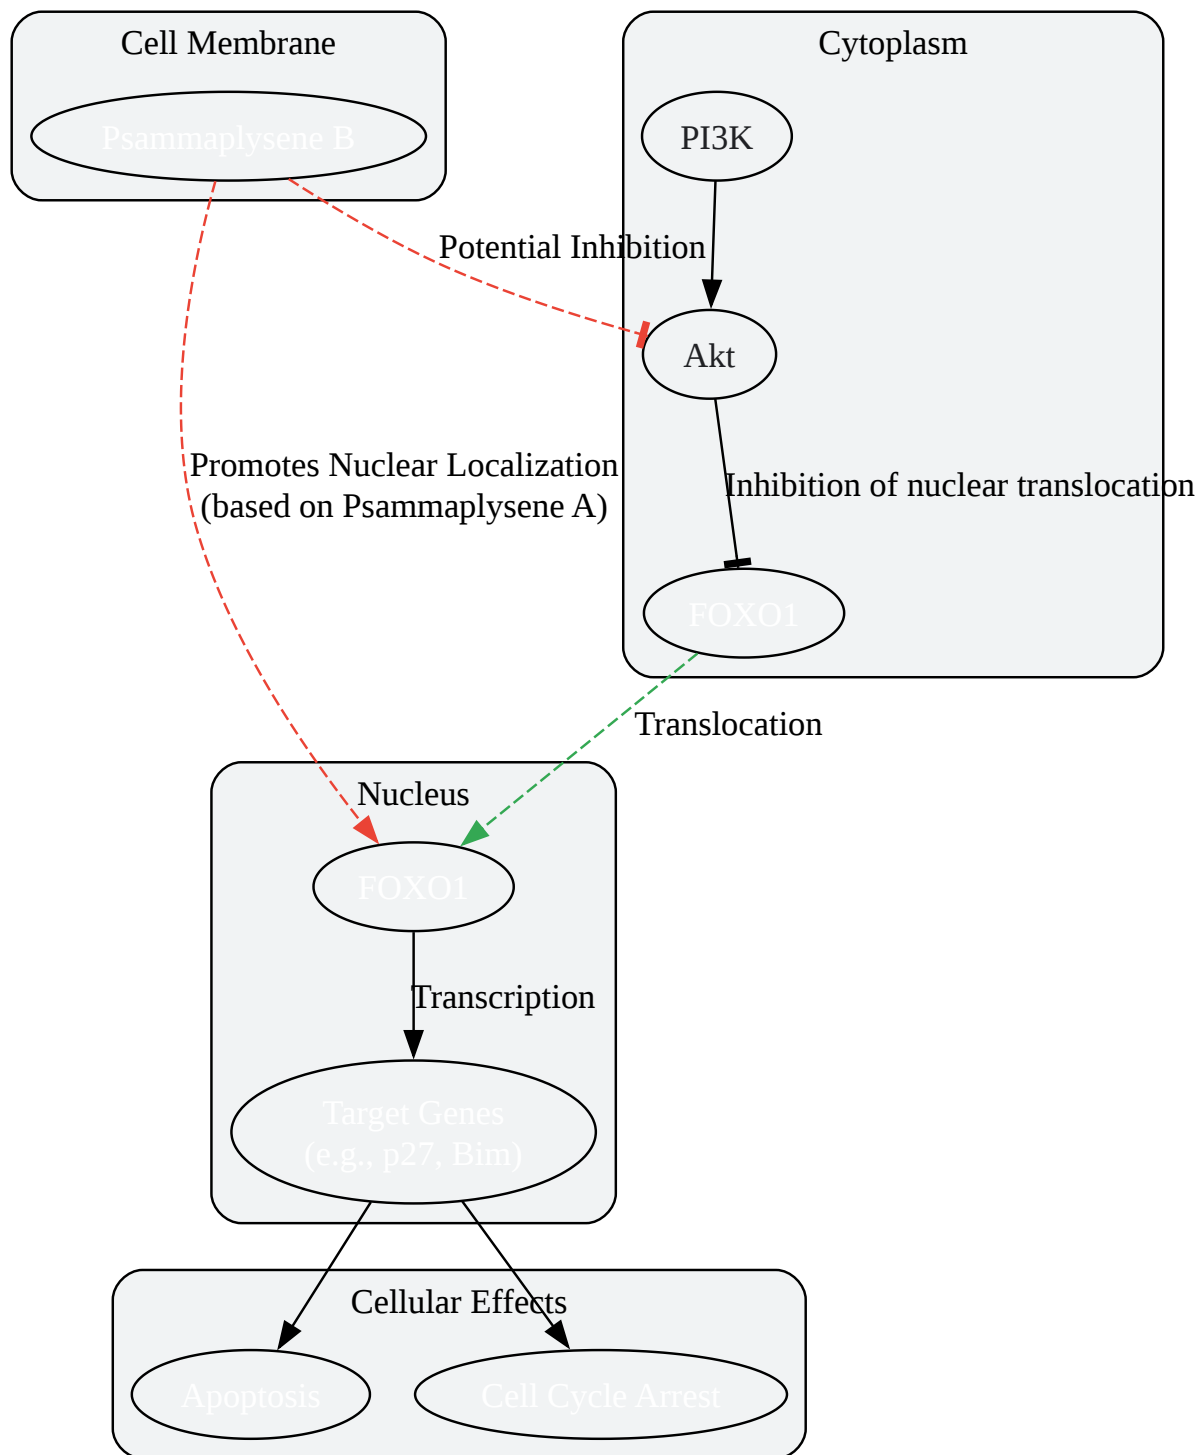 Cell Membrane
Psammaplysene B
Cytoplasm
PI3K
Potential Inhibition
Akt
Promotes Nuclear Localization
(based on Psammaplysene A)
Inhibition of nuclear translocation
FOXO1
Translocation
Nucleus
FOXO1
Transcription
Target Genes
(e.g., p27, Bim)
Cellular Effects
Apoptosis
Cell Cycle Arrest